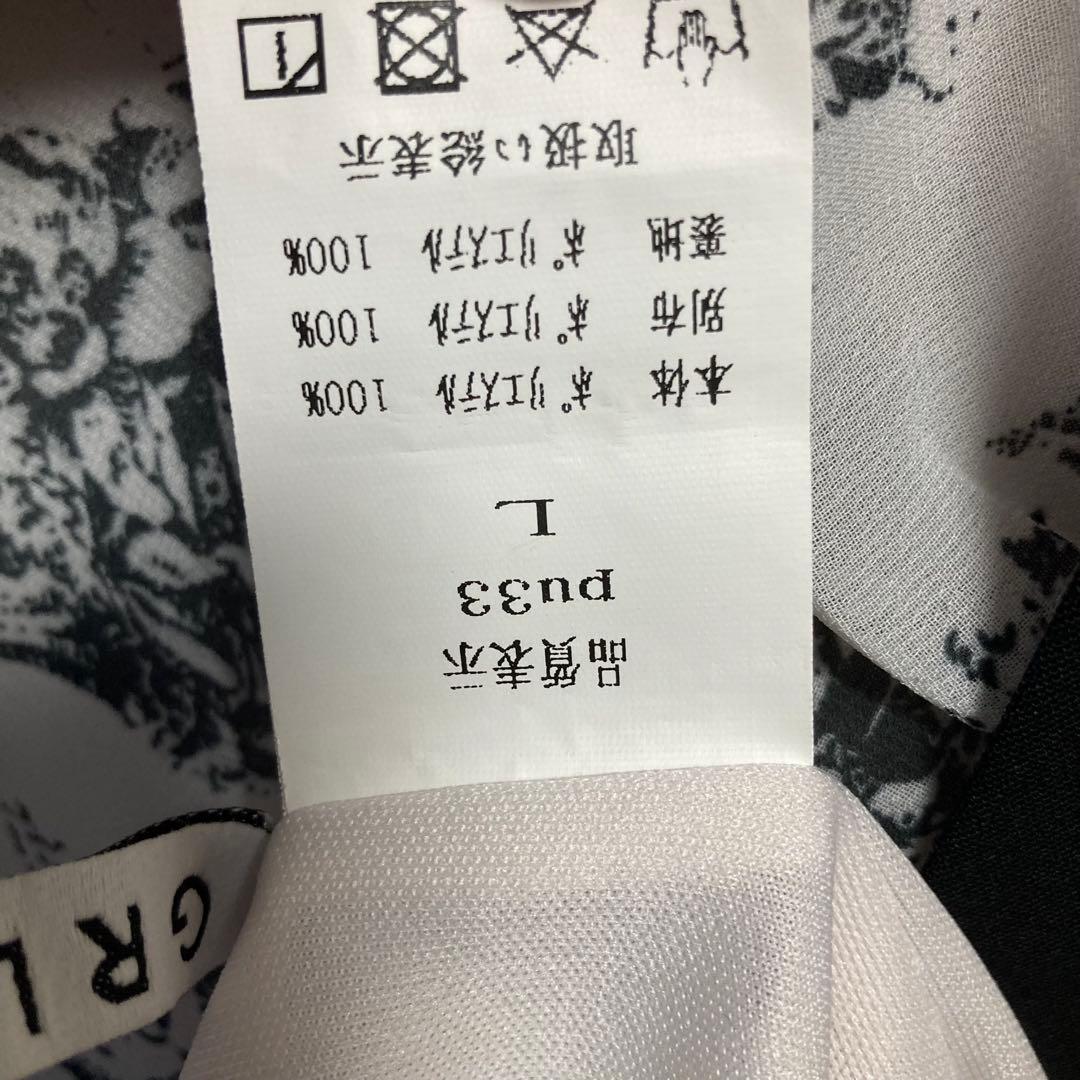 品質表示
pu33
L
本体 ポリエステル 100%
別布 ポリエステル 100%
裏地 ポリエステル 100%
取扱い絵表示
GRL